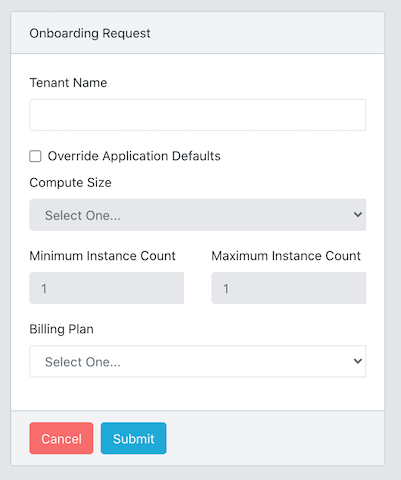 Onboarding Request
Tenant Name
Override Application Defaults
Compute Size
Select One...
Minimum Instance Count Maximum Instance Count
1 1
Billing Plan
Select One...
Cancel Submit